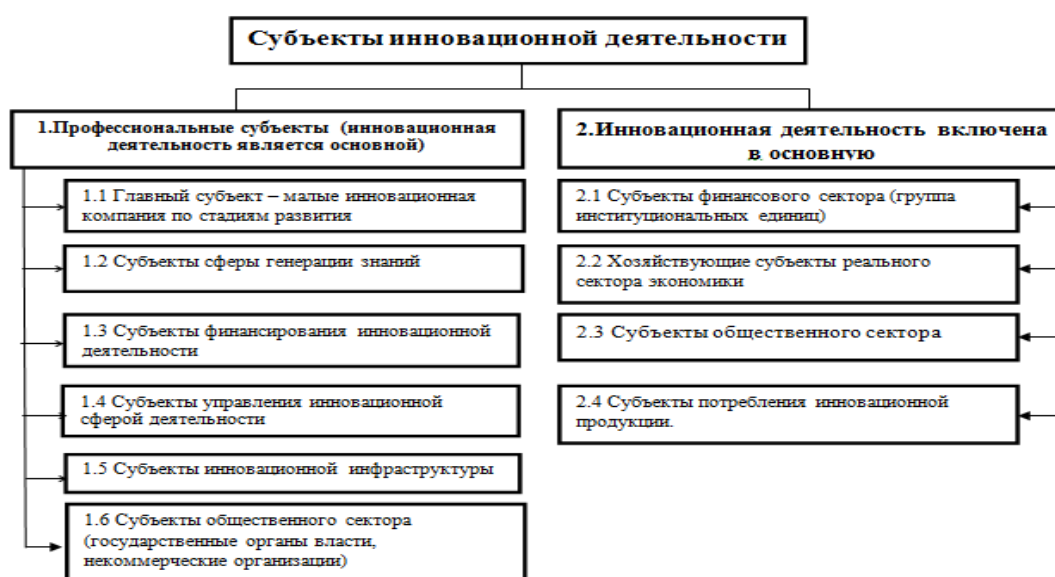 Субъекты инновационной деятельности
1.Профессиональные субъекты (инновационная
деятельность является основной)
1.1 Главный субъект – малые инновационная
компания по стадиям развития
1.2 Субъекты сферы генерации знаний
1.3 Субъекты финансирования инновационной
деятельности
1.4 Субъекты управления инновационной
сферой деятельности
1.5 Субъекты инновационной инфраструктуры
1.6 Субъекты общественного сектора
(государственные органы власти,
некоммерческие организации)
2.Инновационная деятельность включена
в основную
2.1 Субъекты финансового сектора (группа
институциональных единиц)
2.2 Хозяйствующие субъекты реального
сектора экономики
2.3 Субъекты общественного сектора
2.4 Субъекты потребления инновационной
продукции.